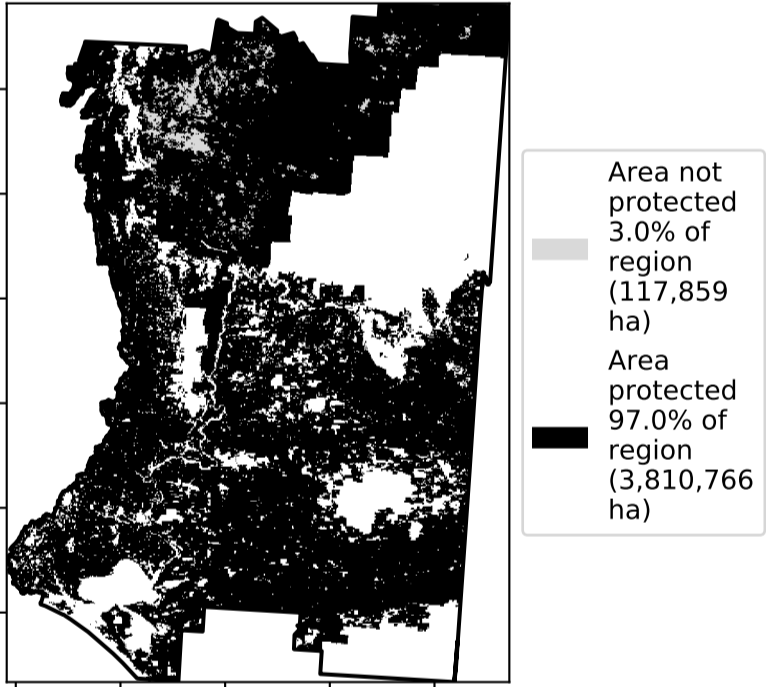 Area not
protected
3.0% of
region
(117,859
ha)
Area
protected
97.0% of
region
(3,810,766
ha)